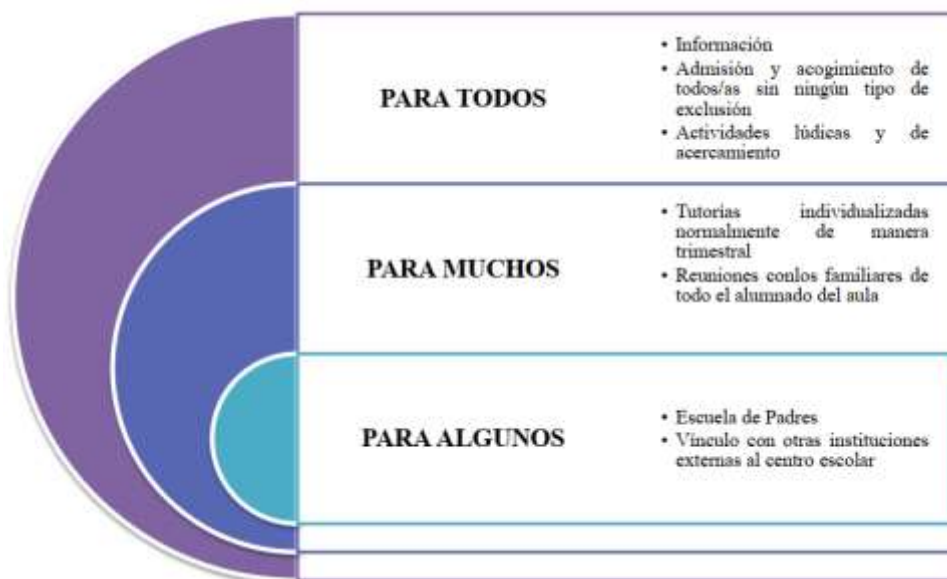 PARA TODOS
• Información
• Admisión y acogimiento de
todos/as sin ningún tipo de
exclusión
• Actividades lúdicas y de
acercamiento
PARA MUCHOS
• Tutorías individualizadas
normalmente de manera
trimestral
• Reuniones conlos familiares de
todo el alumnado del aula
PARA ALGUNOS
• Escuela de Padres
• Vínculo con otras instituciones
externas al centro escolar